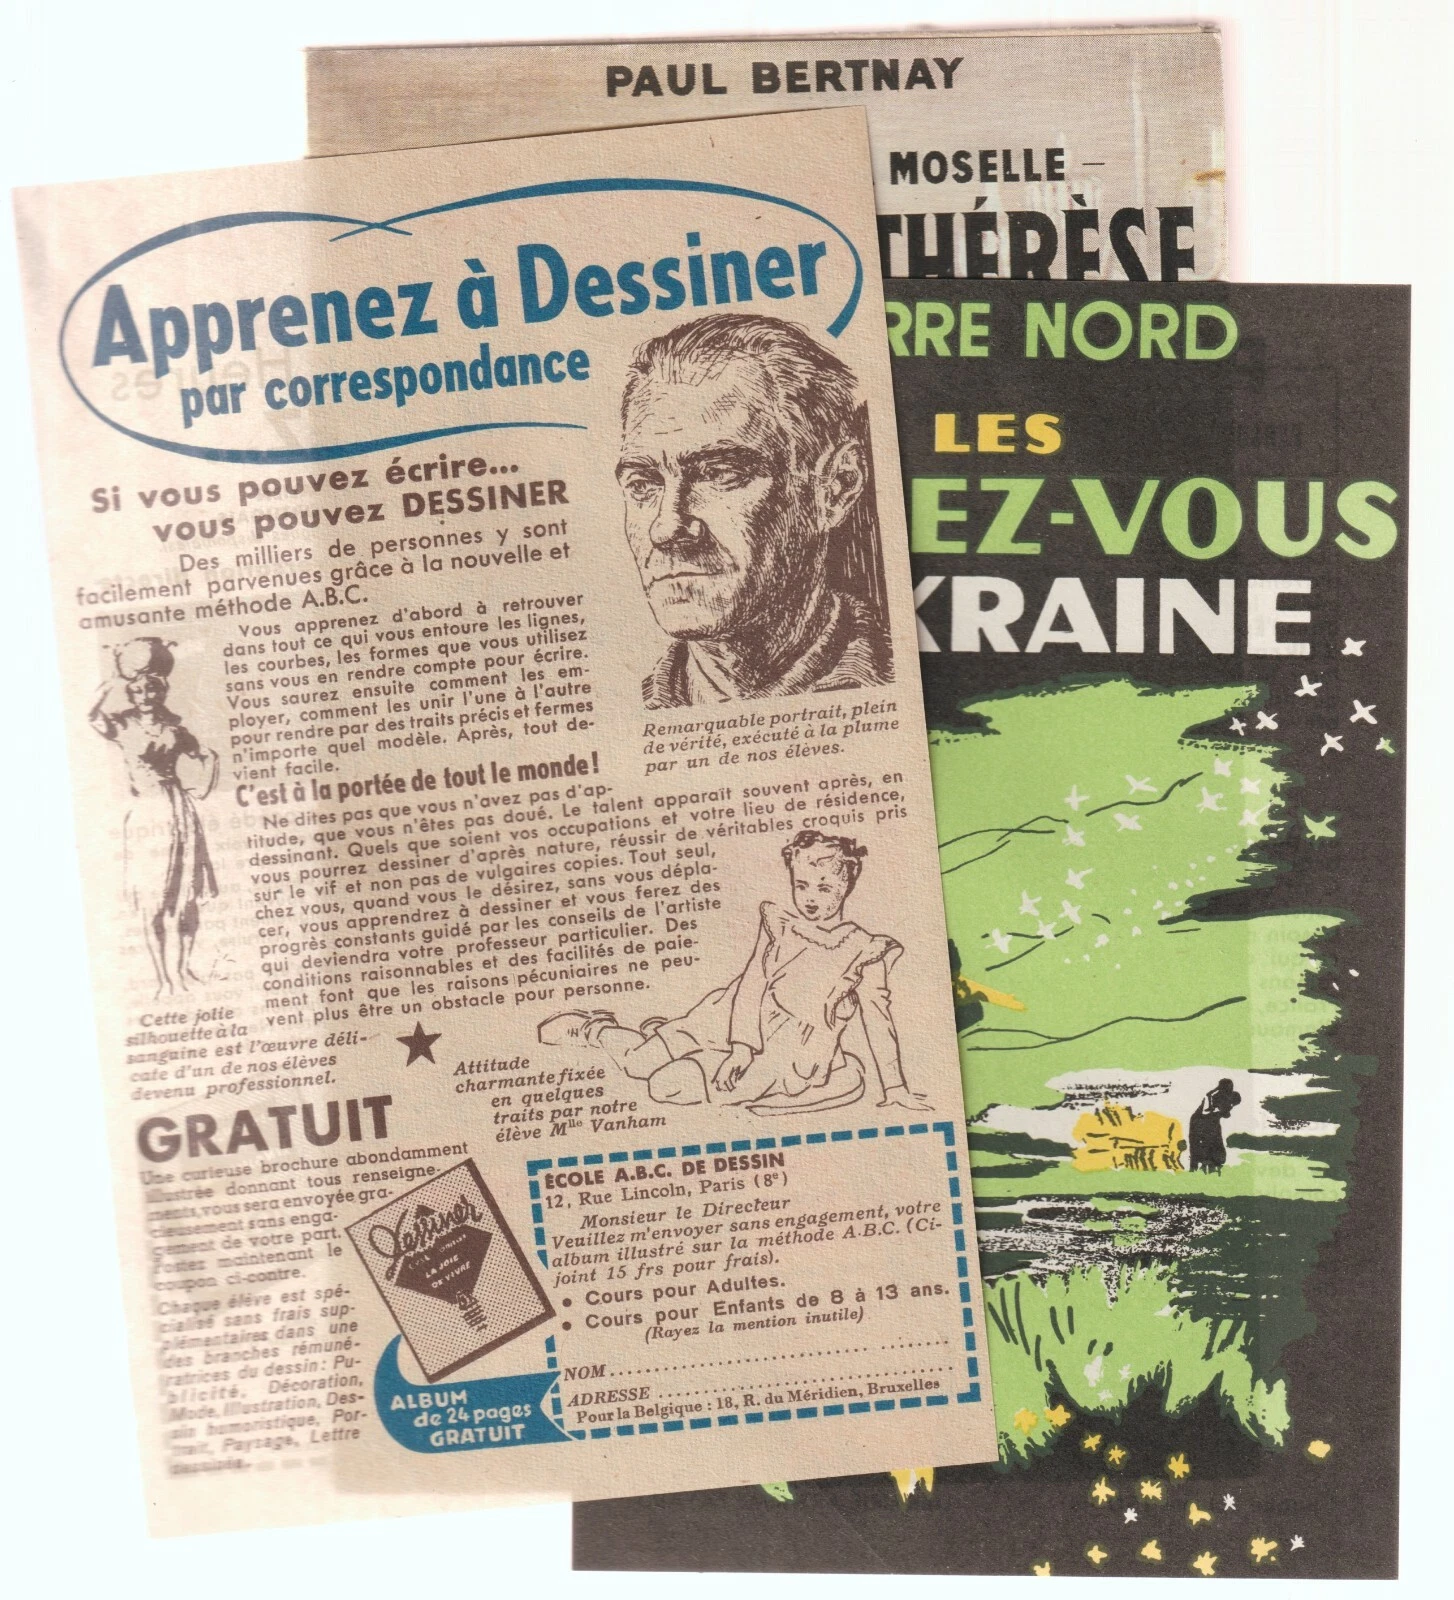 PAUL BERTNAY
MOSELLE –
THÉRÈSE
RRE NORD
LES
EZ-VOUS
KRAINE
Apprenez à Dessiner
par correspondance
Si vous pouvez écrire...
vous pouvez DESSINER
Des milliers de personnes y sont
facilement parvenues grâce à la nouvelle et
amusante méthode A.B.C.
Vous apprenez d'abord à retrouver
dans tout ce qui vous entoure les lignes,
les courbes, les formes que vous utilisez
sans vous en rendre compte pour écrire.
Vous saurez ensuite comment les em-
ployer, comment les unir l'une à l'autre
pour rendre par des traits précis et fermes
n'importe quel modèle. Après, tout de-
vient facile.
Remarquable portrait, plein
de vérité, exécuté à la plume
par un de nos élèves.
C'est à la portée de tout le monde!
Ne dites pas que vous n'avez pas d'ap-
titude, que vous n'êtes pas doué. Le talent apparaît souvent après, en
dessinant. Quels que soient vos occupations et votre lieu de résidence,
vous pourrez dessiner d'après nature, réussir de véritables croquis pris
sur le vif et non pas de vulgaires copies. Tout seul,
chez vous, quand vous le désirez, sans vous dépla-
cer, vous apprendrez à dessiner et vous ferez des
progrès constants guidé par les conseils de l'artiste
qui deviendra votre professeur particulier. Des
conditions raisonnables et des facilités de paie-
ment font que les raisons pécuniaires ne peu-
vent plus être un obstacle pour personne.
Cette jolie
silhouette à la
sanguine est l'œuvre déli-
cate d'un de nos élèves
devenu professionnel.
Attitude
charmante fixée
en quelques
traits par notre
élève Mlle Vanham
GRATUIT
Une curieuse brochure abondamment
illustrée donnant tous renseigne-
ments, vous sera envoyée gra-
cieusement sans enga-
gement de votre part.
Postez maintenant le
coupon ci-contre.
Chaque élève est spé-
cialisé sans frais sup-
plémentaires dans une
des branches rémuné-
ratrices du dessin: Pu-
blicité, Décoration,
Mode, Illustration, Des-
sin humoristique, Por-
trait, Paysage, Lettre
dessinée.
Dessiner
LA JOIE
DE VIVRE
ALBUM
de 24 pages
GRATUIT
ÉCOLE A.B.C. DE DESSIN
12, Rue Lincoln, Paris (8e)
Monsieur le Directeur
Veuillez m'envoyer sans engagement, votre
album illustré sur la méthode A.B.C. (Ci-
joint 15 frs pour frais).
• Cours pour Adultes.
• Cours pour Enfants de 8 à 13 ans.
(Rayez la mention inutile)
NOM
ADRESSE
Pour la Belgique : 18, R. du Méridien, Bruxelles